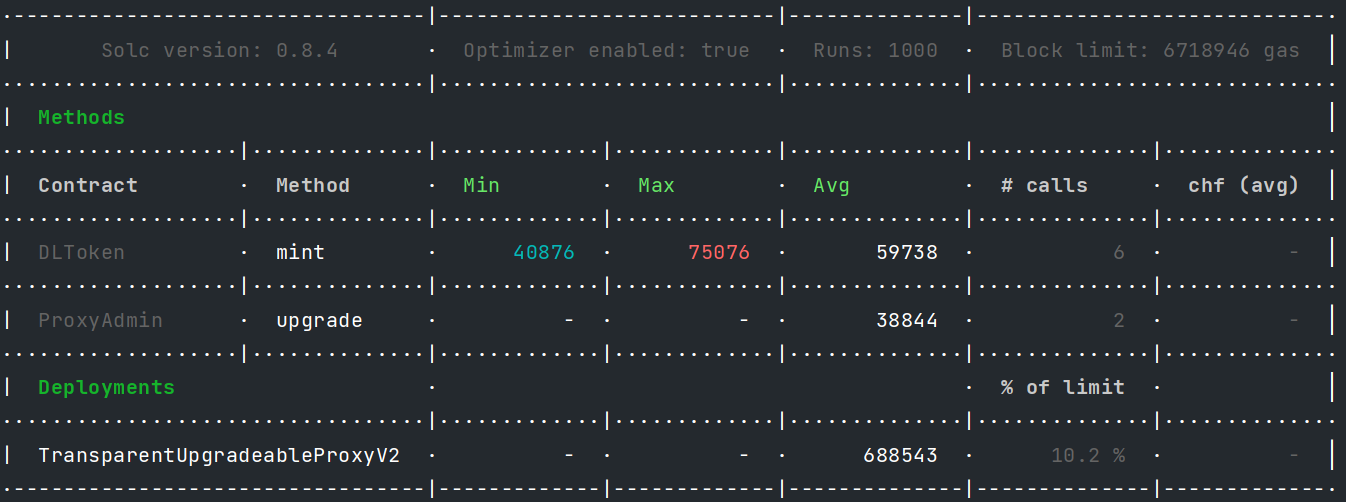 Solc version: 0.8.4 · Optimizer enabled: true · Runs: 1000 · Block limit: 6718946 gas
Methods
Contract · Method · Min · Max · Avg · # calls · chf (avg)
DLToken · mint · 40876 · 75076 · 59738 · 6 · -
ProxyAdmin · upgrade · - · - · 38844 · 2 · -
Deployments · · % of limit ·
TransparentUpgradeableProxyV2 · - · - · 688543 · 10.2 % · -